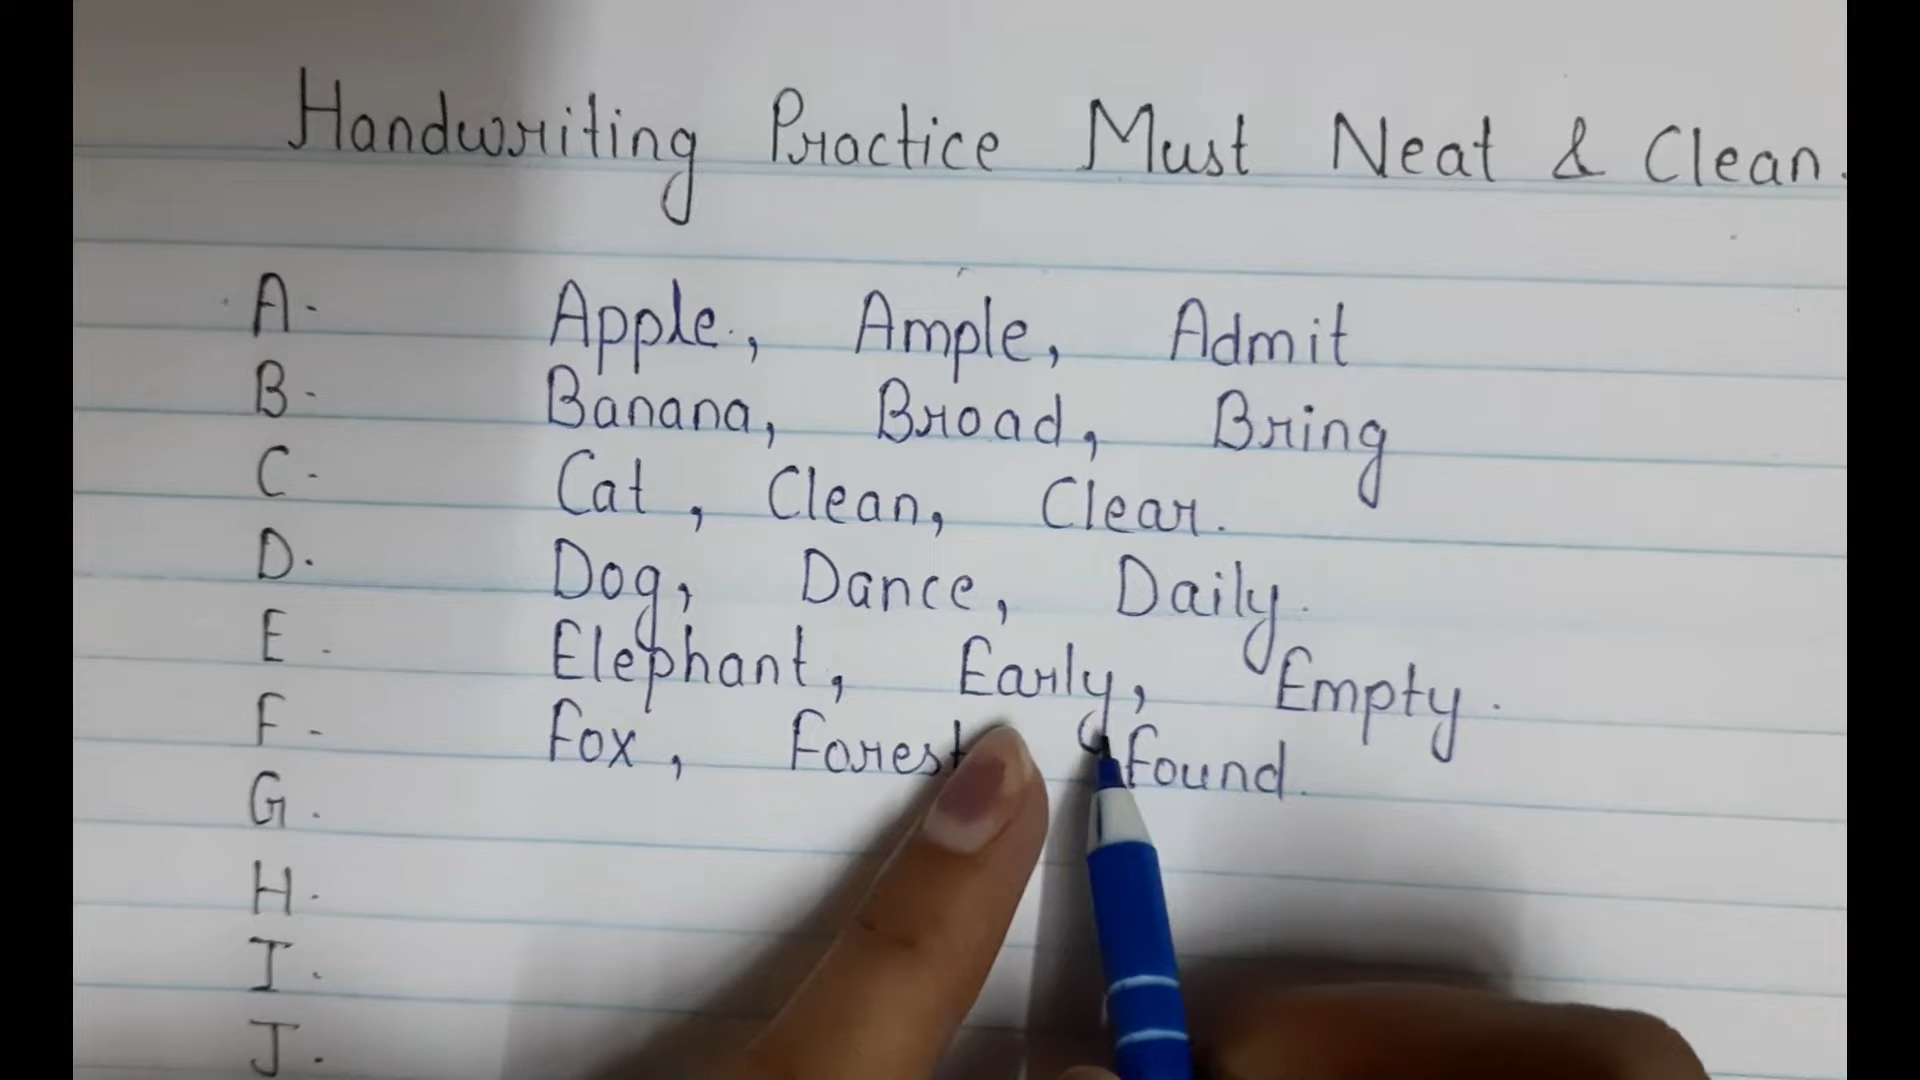 Handwriting Practice Must Neat & Clean.
A. Apple, Ample, Admit
B. Banana, Broad, Bring
C. Cat, Clean, Clear.
D. Dog, Dance, Daily.
E. Elephant, Early, Empty.
F. Fox, Forest Found.
G.
H.
I.
J.